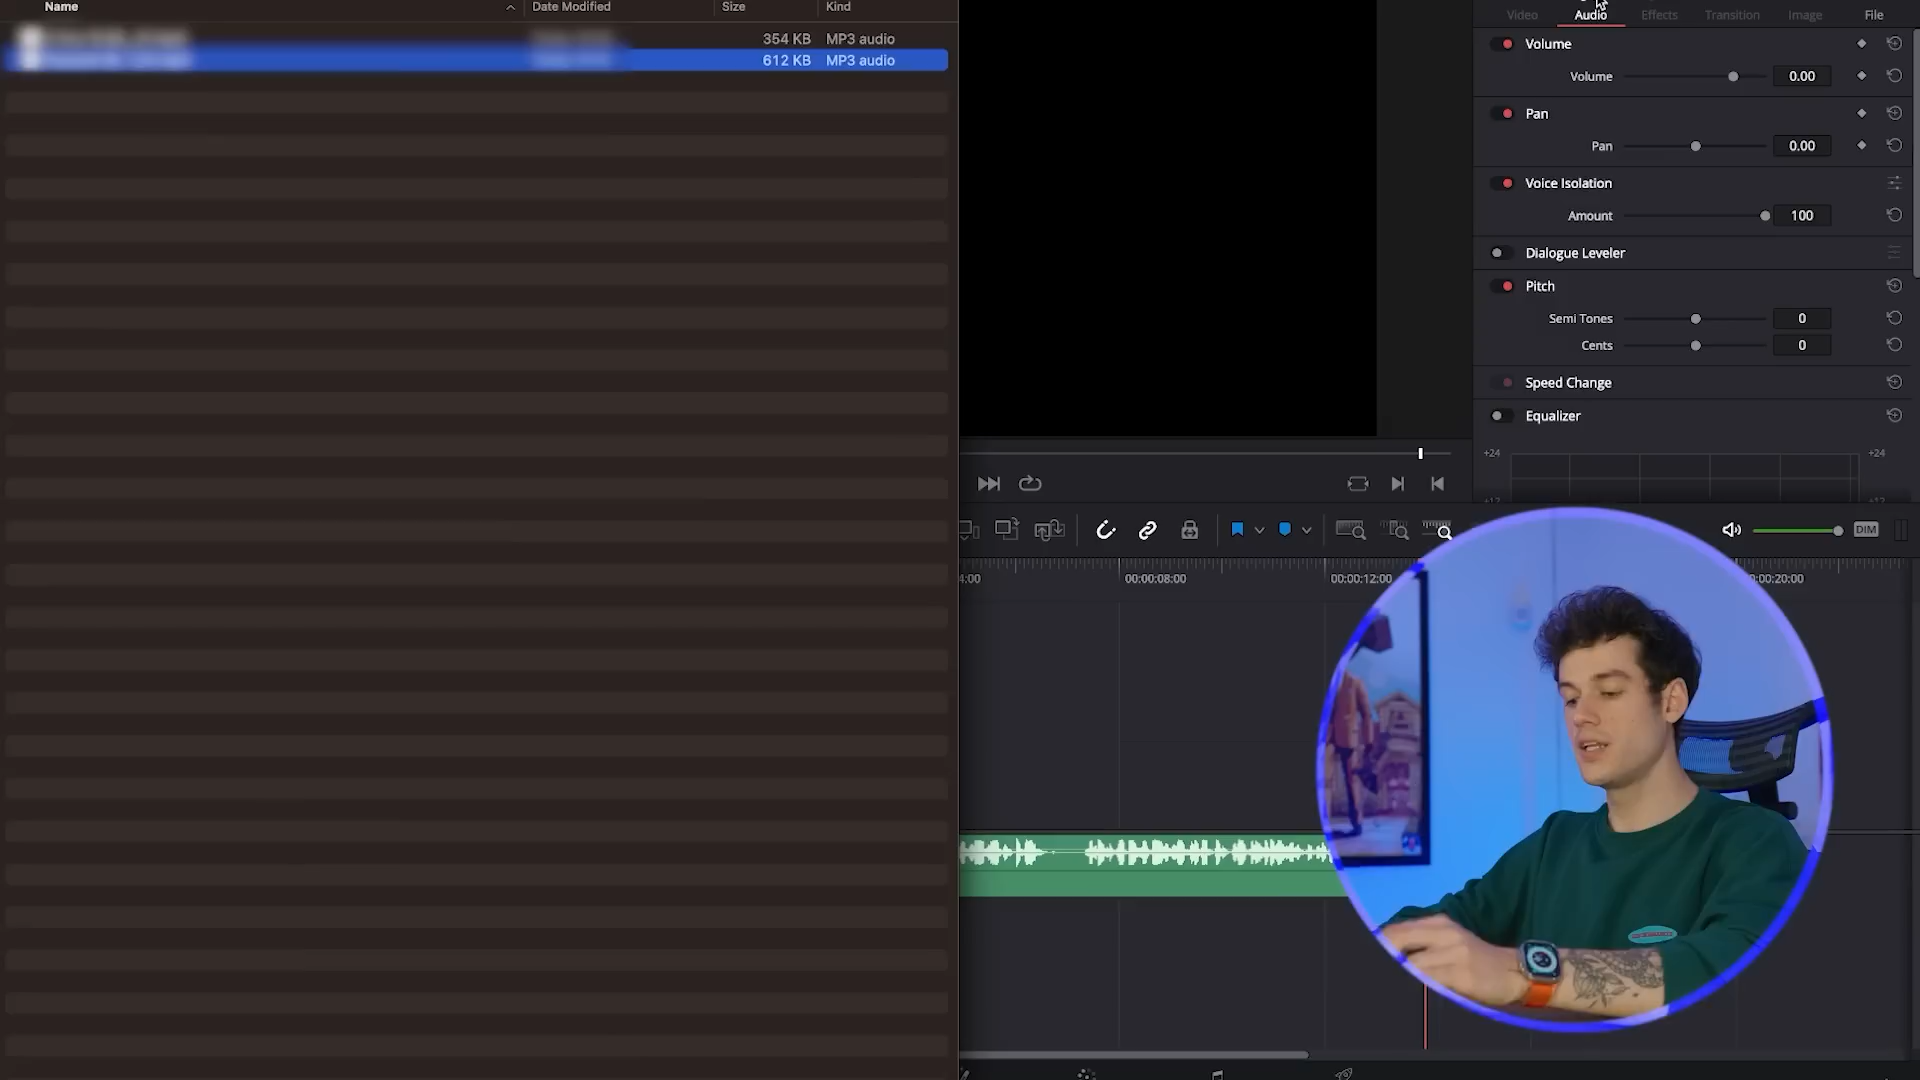 Name Date Modified Size Kind
354 KB MP3 audio
612 KB MP3 audio
Video Audio Effects Transition Image File
Volume
Volume 0.00
Pan
Pan 0.00
Voice Isolation
Amount 100
Dialogue Leveler
Pitch
Semi Tones 0
Cents 0
Speed Change
Equalizer
+24 +24
DIM
4:00 00:00:08:00 00:00:12:00 0:00:20:00